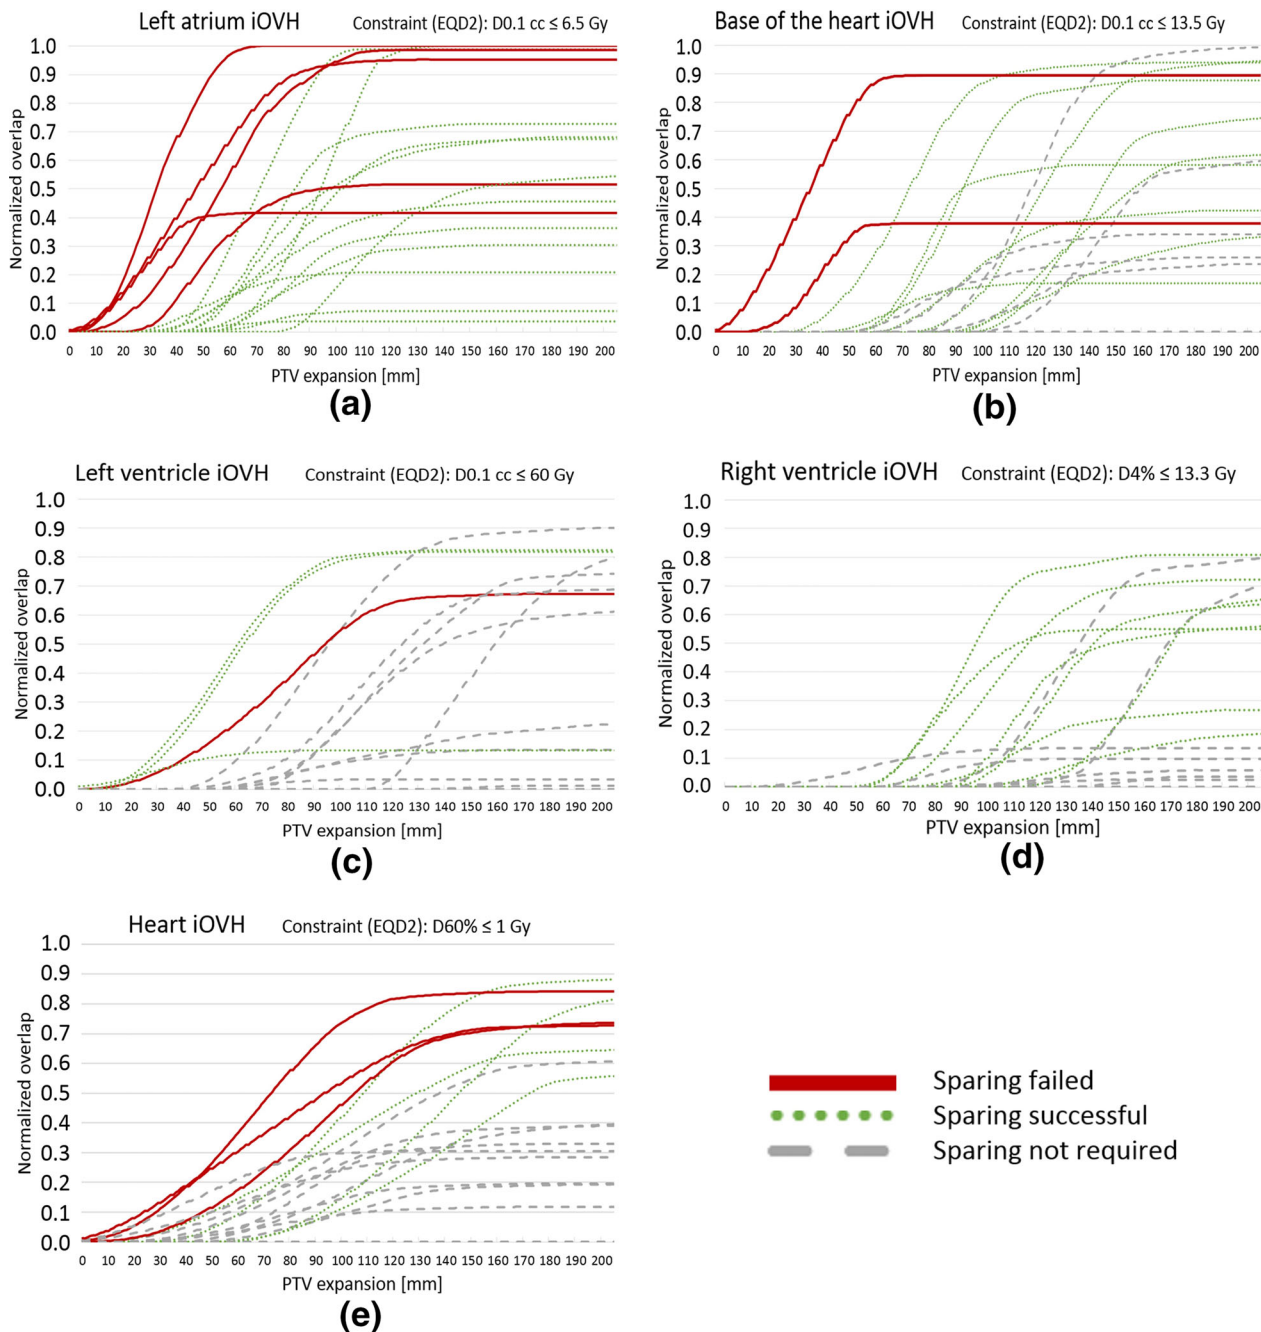 Left atrium iOVH Constraint (EQD2): D0.1 cc ≤ 6.5 Gy
Normalized overlap
1.0
0.9
0.8
0.7
0.6
0.5
0.4
0.3
0.2
0.1
0.0
0 10 20 30 40 50 60 70 80 90 100 110 120 130 140 150 160 170 180 190 200
PTV expansion [mm]
(a)
Base of the heart iOVH Constraint (EQD2): D0.1 cc ≤ 13.5 Gy
Normalized overlap
1.0
0.9
0.8
0.7
0.6
0.5
0.4
0.3
0.2
0.1
0.0
0 10 20 30 40 50 60 70 80 90 100 110 120 130 140 150 160 170 180 190 200
PTV expansion [mm]
(b)
Left ventricle iOVH Constraint (EQD2): D0.1 cc ≤ 60 Gy
Normalized overlap
1.0
0.9
0.8
0.7
0.6
0.5
0.4
0.3
0.2
0.1
0.0
0 10 20 30 40 50 60 70 80 90 100 110 120 130 140 150 160 170 180 190 200
PTV expansion [mm]
(c)
Right ventricle iOVH Constraint (EQD2): D4% ≤ 13.3 Gy
Normalized overlap
1.0
0.9
0.8
0.7
0.6
0.5
0.4
0.3
0.2
0.1
0.0
0 10 20 30 40 50 60 70 80 90 100 110 120 130 140 150 160 170 180 190 200
PTV expansion [mm]
(d)
Heart iOVH Constraint (EQD2): D60% ≤ 1 Gy
Normalized overlap
1.0
0.9
0.8
0.7
0.6
0.5
0.4
0.3
0.2
0.1
0.0
0 10 20 30 40 50 60 70 80 90 100 110 120 130 140 150 160 170 180 190 200
PTV expansion [mm]
(e)
Sparing failed
Sparing successful
Sparing not required